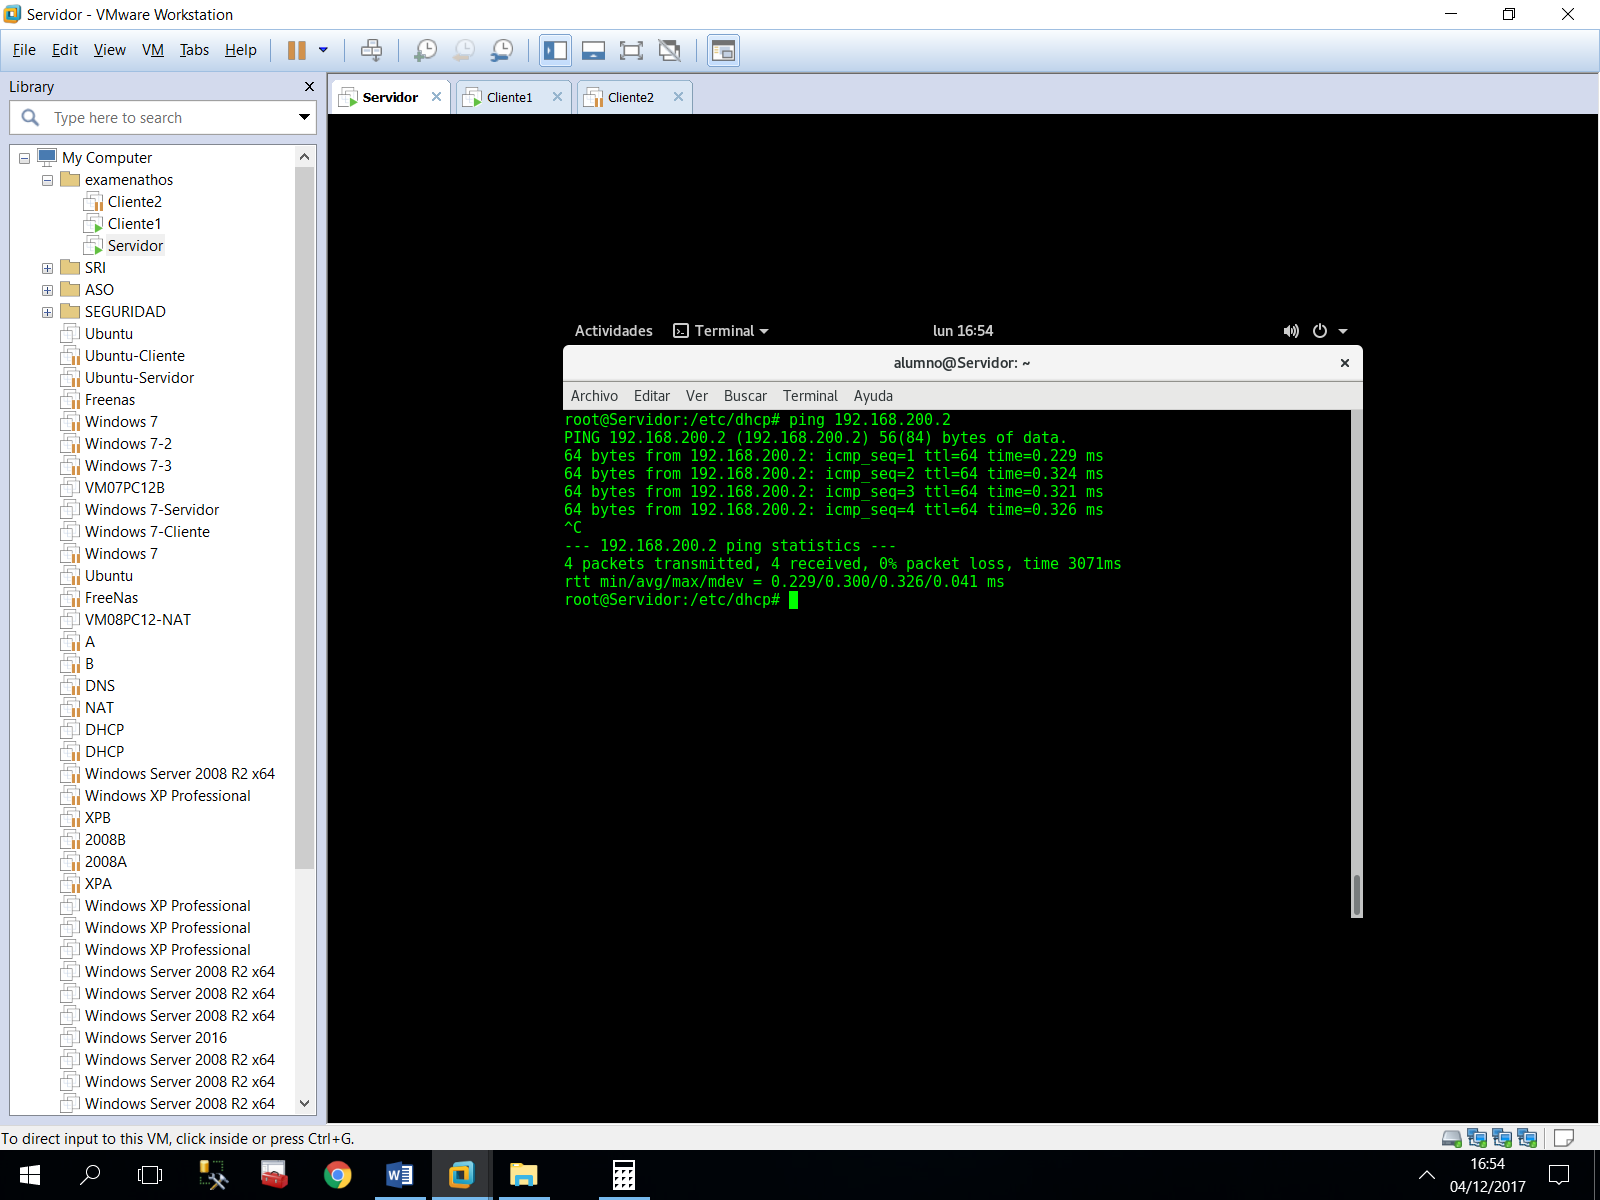 Servidor - VMware Workstation
File Edit View VM Tabs Help
Library
Type here to search
My Computer
examenathos
Cliente2
Cliente1
Servidor
SRI
ASO
SEGURIDAD
Ubuntu
Ubuntu-Cliente
Ubuntu-Servidor
Freenas
Windows 7
Windows 7-2
Windows 7-3
VM07PC12B
Windows 7-Servidor
Windows 7-Cliente
Windows 7
Ubuntu
FreeNas
VM08PC12-NAT
A
B
DNS
NAT
DHCP
DHCP
Windows Server 2008 R2 x64
Windows XP Professional
XPB
2008B
2008A
XPA
Windows XP Professional
Windows XP Professional
Windows XP Professional
Windows Server 2008 R2 x64
Windows Server 2008 R2 x64
Windows Server 2008 R2 x64
Windows Server 2016
Windows Server 2008 R2 x64
Windows Server 2008 R2 x64
Windows Server 2008 R2 x64
Servidor Cliente1 Cliente2
Actividades Terminal lun 16:54
alumno@Servidor: ~
Archivo Editar Ver Buscar Terminal Ayuda
root@Servidor:/etc/dhcp# ping 192.168.200.2
PING 192.168.200.2 (192.168.200.2) 56(84) bytes of data.
64 bytes from 192.168.200.2: icmp_seq=1 ttl=64 time=0.229 ms
64 bytes from 192.168.200.2: icmp_seq=2 ttl=64 time=0.324 ms
64 bytes from 192.168.200.2: icmp_seq=3 ttl=64 time=0.321 ms
64 bytes from 192.168.200.2: icmp_seq=4 ttl=64 time=0.326 ms
^C
--- 192.168.200.2 ping statistics ---
4 packets transmitted, 4 received, 0% packet loss, time 3071ms
rtt min/avg/max/mdev = 0.229/0.300/0.326/0.041 ms
root@Servidor:/etc/dhcp#
To direct input to this VM, click inside or press Ctrl+G.
16:54
04/12/2017